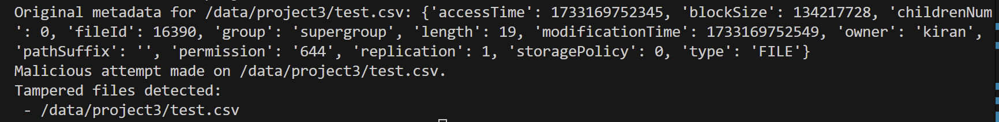 Original metadata for /data/project3/test.csv: {'accessTime': 1733169752345, 'blockSize': 134217728, 'childrenNum
': 0, 'fileId': 16390, 'group': 'supergroup', 'length': 19, 'modificationTime': 1733169752549, 'owner': 'kiran',
'pathSuffix': '', 'permission': '644', 'replication': 1, 'storagePolicy': 0, 'type': 'FILE'}
Malicious attempt made on /data/project3/test.csv.
Tampered files detected:
 - /data/project3/test.csv